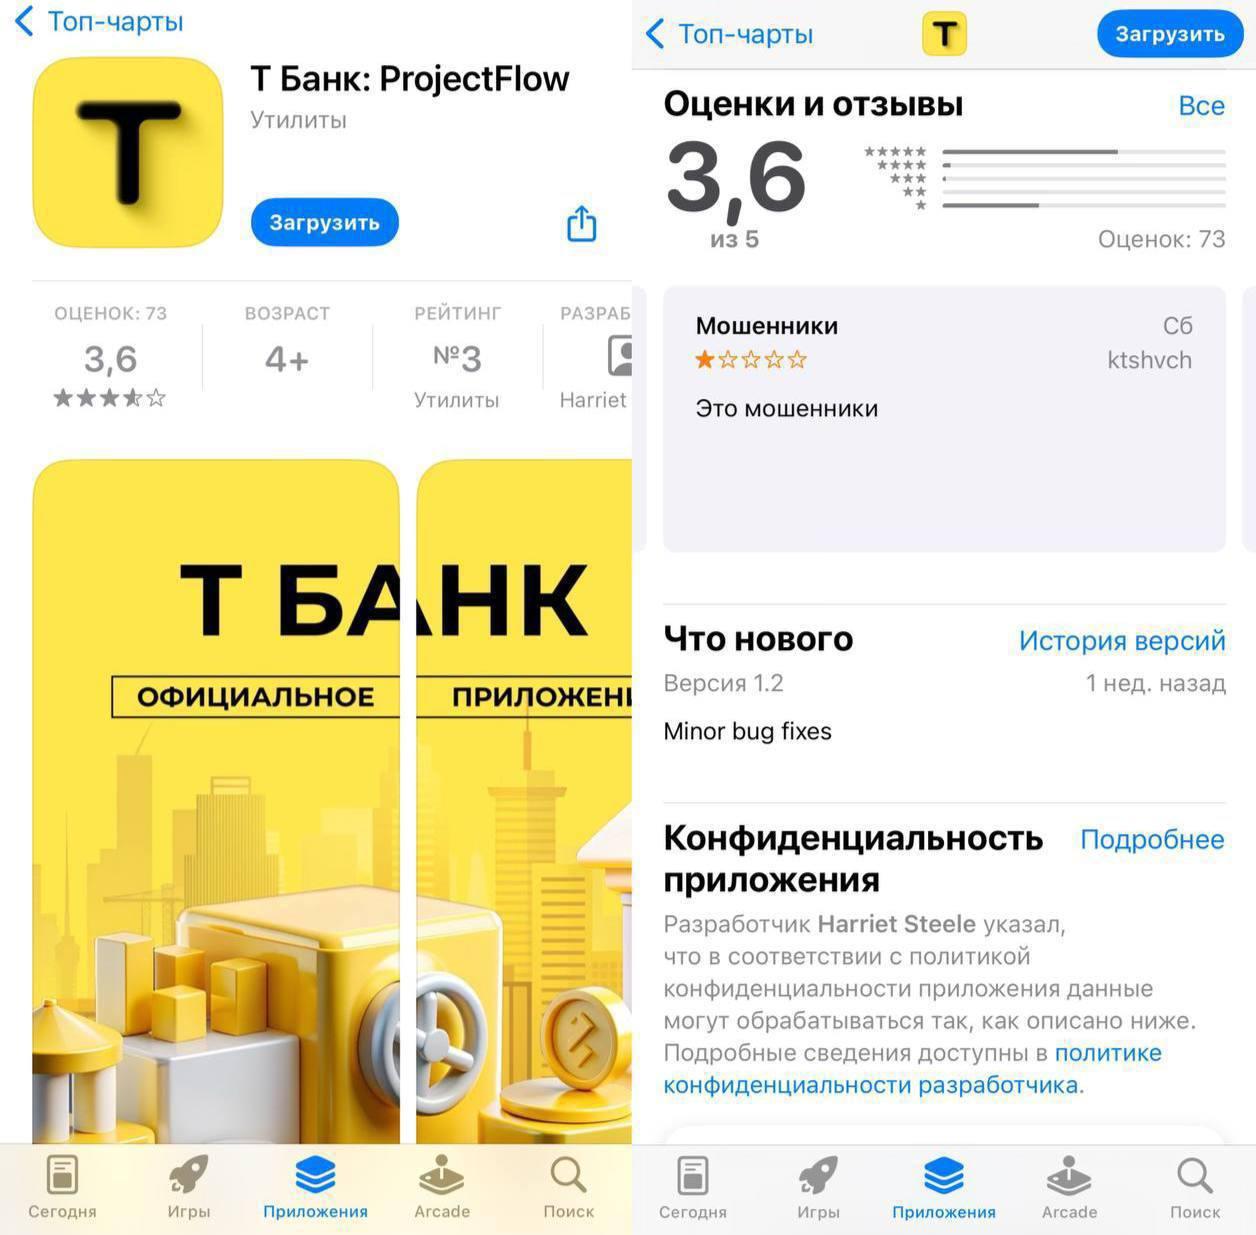 Топ-чарты
Т Банк: ProjectFlow
Утилиты
Загрузить
ОЦЕНОК: 73
3,6
ВОЗРАСТ
4+
РЕЙТИНГ
№3
Утилиты
РАЗРАБ
Harriet
Т БАНК
ОФИЦИАЛЬНОЕ ПРИЛОЖЕНИ
Сегодня
Игры
Приложения
Arcade
Поиск
Топ-чарты
Т
Загрузить
Оценки и отзывы
Все
3,6
из 5
Оценок: 73
Мошенники
Сб
ktshvch
Это мошенники
Что нового
История версий
Версия 1.2
1 нед. назад
Minor bug fixes
Конфиденциальность
приложения
Подробнее
Разработчик Harriet Steele указал,
что в соответствии с политикой
конфиденциальности приложения данные
могут обрабатываться так, как описано ниже.
Подробные сведения доступны в политике
конфиденциальности разработчика.
Сегодня
Игры
Приложения
Arcade
Поиск